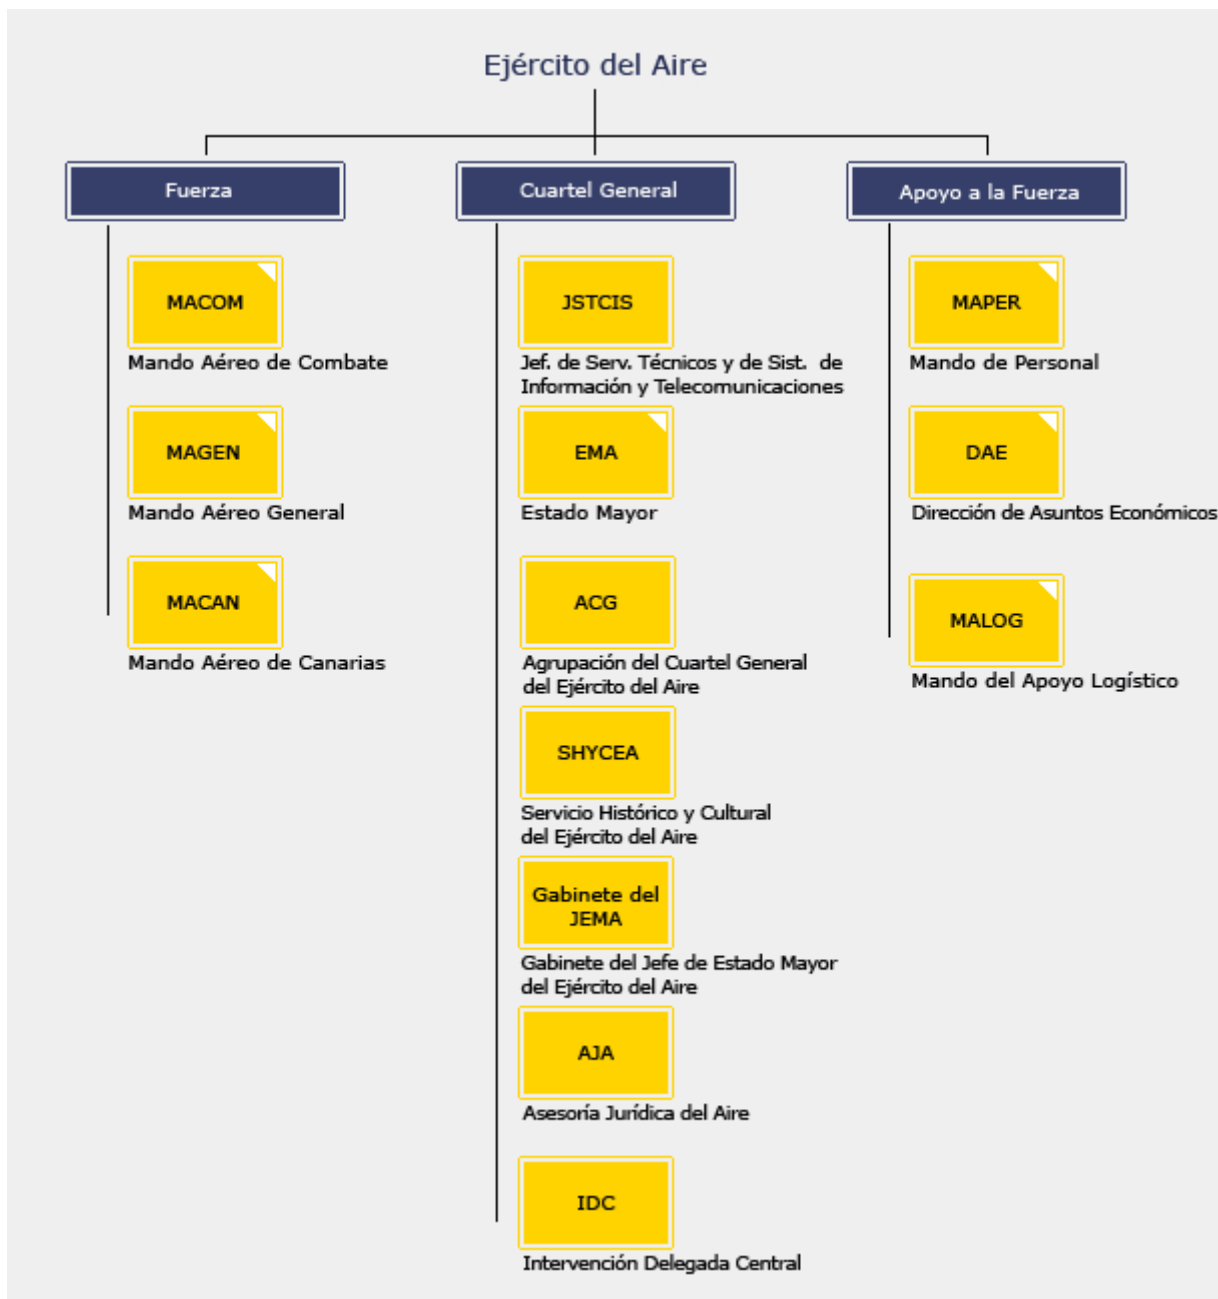 Ejército del Aire
Fuerza
MACOM
Mando Aéreo de Combate
MAGEN
Mando Aéreo General
MACAN
Mando Aéreo de Canarias
Cuartel General
JSTCIS
Jef. de Serv. Técnicos y de Sist. de
Información y Telecomunicaciones
EMA
Estado Mayor
ACG
Agrupación del Cuartel General
del Ejército del Aire
SHYCEA
Servicio Histórico y Cultural
del Ejército del Aire
Gabinete del
JEMA
Gabinete del Jefe de Estado Mayor
del Ejército del Aire
AJA
Asesoría Jurídica del Aire
IDC
Intervención Delegada Central
Apoyo a la Fuerza
MAPER
Mando de Personal
DAE
Dirección de Asuntos Económicos
MALOG
Mando del Apoyo Logístico